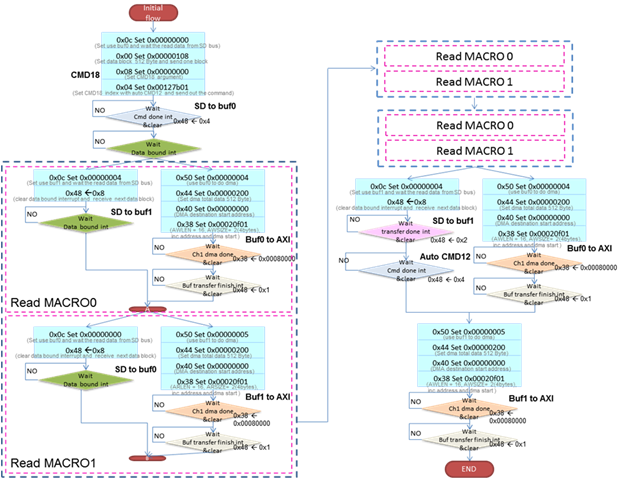 Initial
flow
0x0c Set 0x00000000
(Set use buf0 and wait the read data from SD bus)
0x00 Set 0x00000108
(Set data block 512 Byte and send one block
CMD18
0x08 Set 0x00000000
(Set CMD18 argument)
0x04 Set 0x00127b01
(Set CMD18 index with auto CMD12 and send out the command)
SD to buf0
NO
Wait
Cmd done int
&clear
0x48 ← 0x4
NO
Wait
Data bound int
0x0c Set 0x00000004
(Set use buf1 and wait the read data from SD bus)
0x48 ←0x8
(clear data bound interrupt and receive next data block)
SD to buf1
NO
Wait
Data bound int
0x50 Set 0x00000004
(use buf0 to do dma)
0x44 Set 0x00000200
(Set dma total data 512 Byte)
0x40 Set 0x00000000
(DMA destination start address)
0x38 Set 0x00020f01
(AWLEN = 16, AWSIZE= 2(4bytes),
inc address and dma start )
Buf0 to AXI
NO
Wait
Ch1 dma done
&clear
0x38 ← 0x00080000
NO
Wait
Buf transfer finish int
&clear
0x48 ← 0x1
Read MACRO0
A
0x0c Set 0x00000000
(Set use buf0 and wait the read data from SD bus)
0x48 ←0x8
(clear data bound interrupt and receive next data block)
SD to buf0
NO
Wait
Data bound int
0x50 Set 0x00000005
(use buf1 to do dma)
0x44 Set 0x00000200
(Set dma total data 512 Byte)
0x40 Set 0x00000000
(DMA destination start address)
0x38 Set 0x00020f01
(AWLEN = 16, AWSIZE= 2(4bytes),
inc address and dma start )
Buf1 to AXI
NO
Wait
Ch1 dma done
&clear
0x38 ←
0x00080000
NO
Wait
Buf transfer finish int
&clear
0x48 ← 0x1
Read MACRO1
Read MACRO 0
Read MACRO 1
Read MACRO 0
Read MACRO 1
0x0c Set 0x00000004
(Set use buf1 and wait the read data from SD bus)
0x48 ←0x8
(clear data bound interrupt and receive next data block)
SD to buf1
NO
Wait
transfer done int
&clear
0x48 ← 0x2
Auto CMD12
NO
Wait
Cmd done int
&clear
0x48 ← 0x4
0x50 Set 0x00000004
(use buf0 to do dma)
0x44 Set 0x00000200
(Set dma total data 512 Byte)
0x40 Set 0x00000000
(DMA destination start address)
0x38 Set 0x00020f01
(AWLEN = 16, AWSIZE= 2(4bytes),
inc address and dma start )
Buf0 to AXI
NO
Wait
Ch1 dma done
&clear
0x38 ← 0x00080000
NO
Wait
Buf transfer finish int
&clear
0x48 ← 0x1
0x50 Set 0x00000005
(use buf1 to do dma)
0x44 Set 0x00000200
(Set dma total data 512 Byte)
0x40 Set 0x00000000
(DMA destination start address)
0x38 Set 0x00020f01
(AWLEN = 16, AWSIZE= 2(4bytes),
inc address and dma start )
Buf1 to AXI
NO
Wait
Ch1 dma done
&clear
0x38 ←
0x00080000
NO
Wait
Buf transfer finish int
&clear
0x48 ← 0x1
END